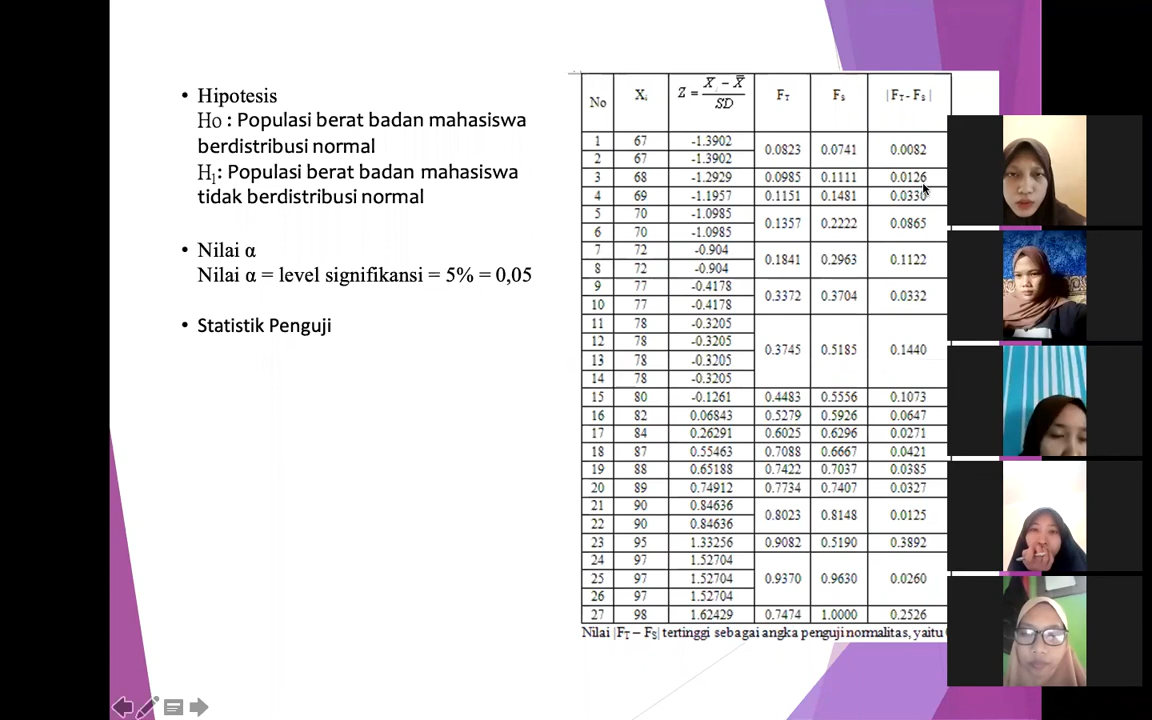 • Hipotesis
Ho : Populasi berat badan mahasiswa
berdistribusi normal
H1: Populasi berat badan mahasiswa
tidak berdistribusi normal
• Nilai α
Nilai α = level signifikansi = 5% = 0,05
• Statistik Penguji
No Xi Z = (Xi − X̄)/SD FT FS | FT - FS |
1 67 -1.3902 0.0823 0.0741 0.0082
2 67 -1.3902
3 68 -1.2929 0.0985 0.1111 0.0126
4 69 -1.1957 0.1151 0.1481 0.0330
5 70 -1.0985 0.1357 0.2222 0.0865
6 70 -1.0985
7 72 -0.904 0.1841 0.2963 0.1122
8 72 -0.904
9 77 -0.4178 0.3372 0.3704 0.0332
10 77 -0.4178
11 78 -0.3205 0.3745 0.5185 0.1440
12 78 -0.3205
13 78 -0.3205
14 78 -0.3205
15 80 -0.1261 0.4483 0.5556 0.1073
16 82 0.06843 0.5279 0.5926 0.0647
17 84 0.26291 0.6025 0.6296 0.0271
18 87 0.55463 0.7088 0.6667 0.0421
19 88 0.65188 0.7422 0.7037 0.0385
20 89 0.74912 0.7734 0.7407 0.0327
21 90 0.84636 0.8023 0.8148 0.0125
22 90 0.84636
23 95 1.33256 0.9082 0.5190 0.3892
24 97 1.52704 0.9370 0.9630 0.0260
25 97 1.52704
26 97 1.52704
27 98 1.62429 0.7474 1.0000 0.2526
Nilai |FT – FS| tertinggi sebagai angka penguji normalitas, yaitu